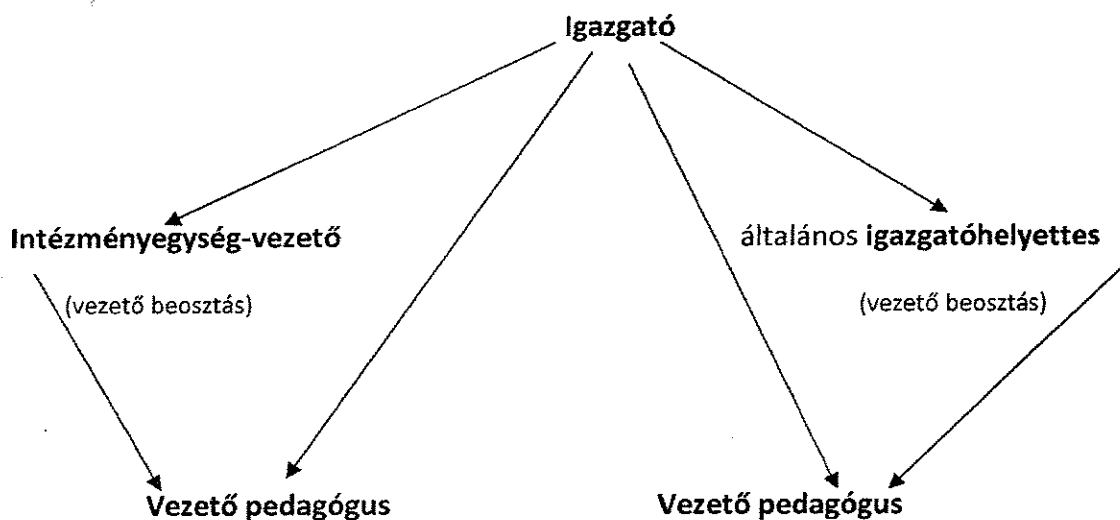 Igazgató
Intézményegység-vezető
általános igazgatóhelyettes
(vezető beosztás)
(vezető beosztás)
Vezető pedagógus
Vezető pedagógus